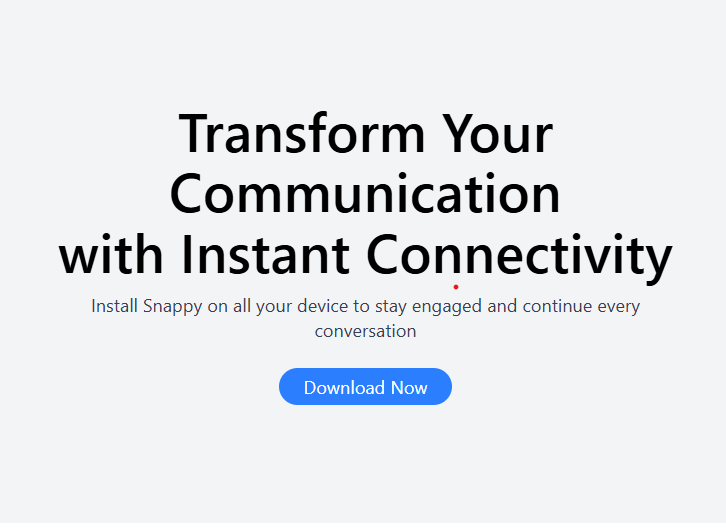 Transform Your
Communication
with Instant Connectivity
Install Snappy on all your device to stay engaged and continue every
conversation
Download Now